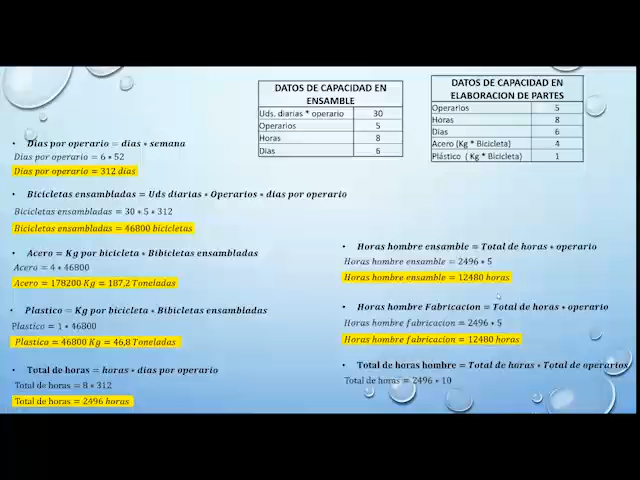 DATOS DE CAPACIDAD EN
ENSAMBLE
Uds. diarias * operario 30
Operarios 5
Horas 8
Dias 6
DATOS DE CAPACIDAD EN
ELABORACION DE PARTES
Operarios 5
Horas 8
Dias 6
Acero (Kg * Bicicleta) 4
Plástico ( Kg * Bicicleta) 1
• Dias por operario = dias * semana
Dias por operario = 6 * 52
Dias por operario = 312 dias
• Bicicletas ensambladas = Uds diarias * Operarios * dias por operario
Bicicletas ensambladas = 30 * 5 * 312
Bicicletas ensambladas = 46800 bicicletas
• Acero = Kg por bicicleta * Bibicletas ensambladas
Acero = 4 * 46800
Acero = 178200 Kg = 187,2 Toneladas
• Plastico = Kg por bicicleta * Bibicletas ensambladas
Plastico = 1 * 46800
Plastico = 46800 Kg = 46,8 Toneladas
• Total de horas = horas * dias por operario
Total de horas = 8 * 312
Total de horas = 2496 horas
• Horas hombre ensamble = Total de horas * operario
Horas hombre ensamble = 2496 * 5
Horas hombre ensamble = 12480 horas
• Horas hombre Fabricacion = Total de horas * operario
Horas hombre fabricacion = 2496 * 5
Horas hombre fabricacion = 12480 horas
• Total de horas hombre = Total de horas * Total de operarios
Total de horas = 2496 * 10